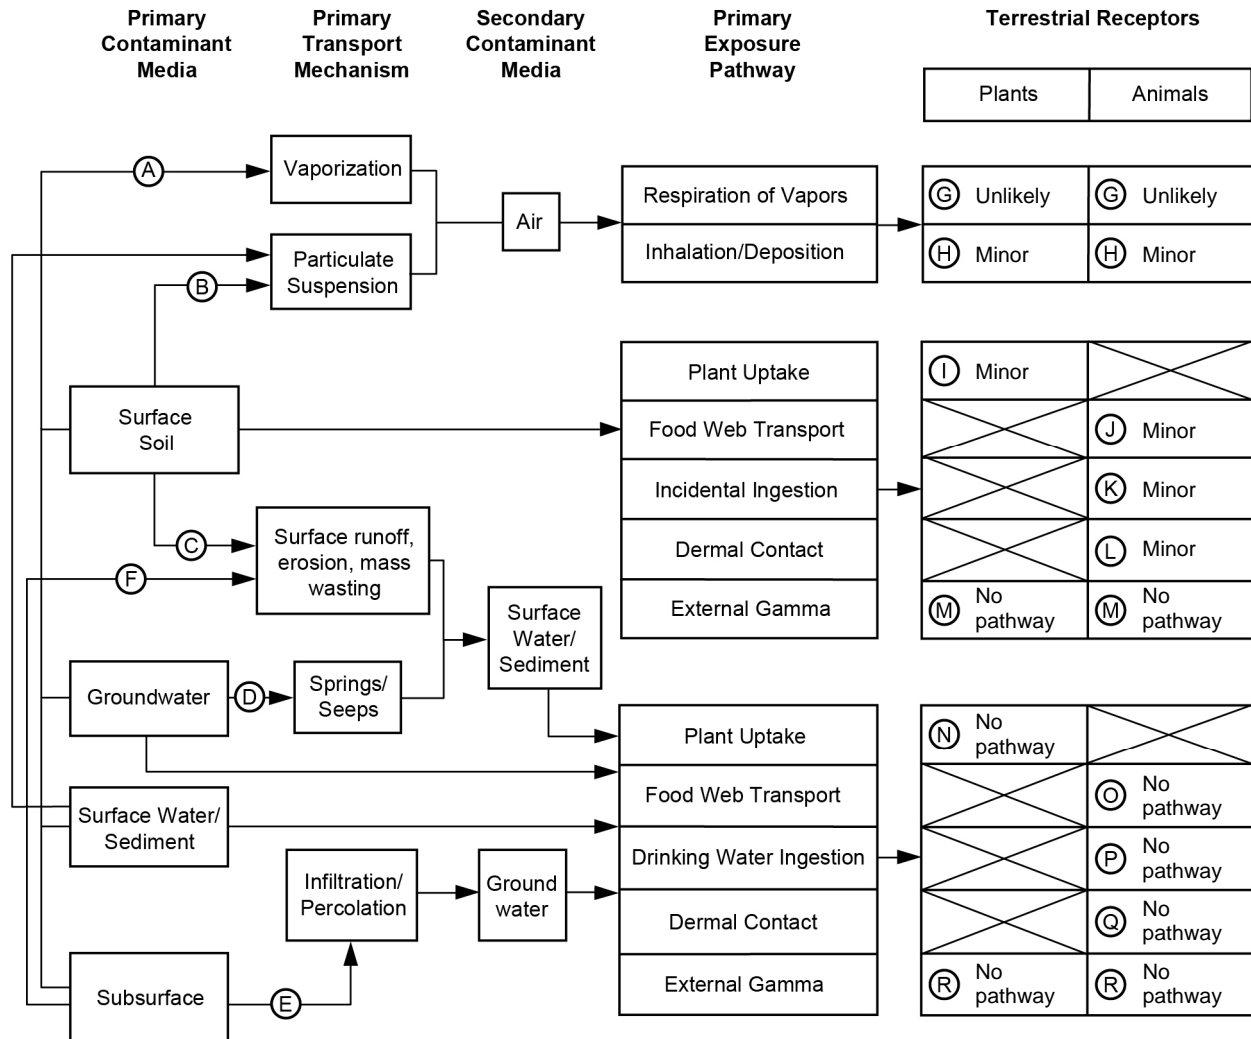 Primary
Contaminant
Media
Primary
Transport
Mechanism
Secondary
Contaminant
Media
Primary
Exposure
Pathway
Terrestrial Receptors
Plants
Animals
A
Vaporization
B
Particulate
Suspension
Air
Respiration of Vapors
Inhalation/Deposition
G Unlikely
G Unlikely
H Minor
H Minor
Surface
Soil
Plant Uptake
Food Web Transport
Incidental Ingestion
Dermal Contact
External Gamma
I Minor
J Minor
K Minor
L Minor
M No
pathway
M No
pathway
C
F
Surface runoff,
erosion, mass
wasting
Surface
Water/
Sediment
Groundwater
D
Springs/
Seeps
Surface Water/
Sediment
Infiltration/
Percolation
Ground
water
Subsurface
E
Plant Uptake
Food Web Transport
Drinking Water Ingestion
Dermal Contact
External Gamma
N No
pathway
O No
pathway
P No
pathway
Q No
pathway
R No
pathway
R No
pathway